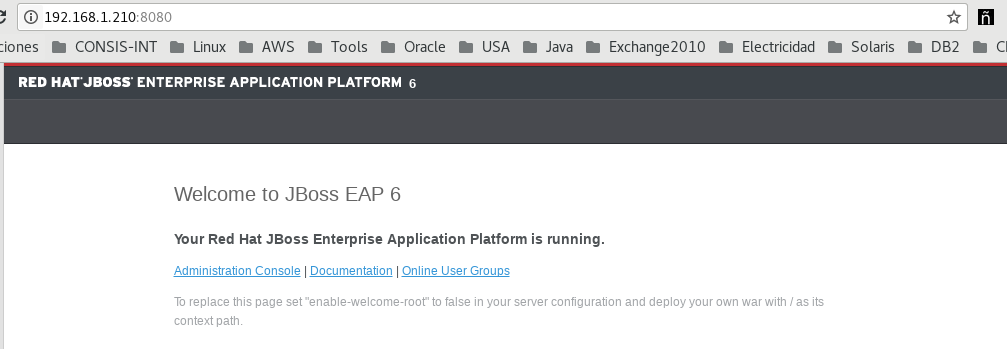 192.168.1.210:8080
ñ
ciones CONSIS-INT Linux AWS Tools Oracle USA Java Exchange2010 Electricidad Solaris DB2 Cl
RED HAT JBOSS ENTERPRISE APPLICATION PLATFORM 6
Welcome to JBoss EAP 6
Your Red Hat JBoss Enterprise Application Platform is running.
Administration Console | Documentation | Online User Groups
To replace this page set "enable-welcome-root" to false in your server configuration and deploy your own war with / as its
context path.